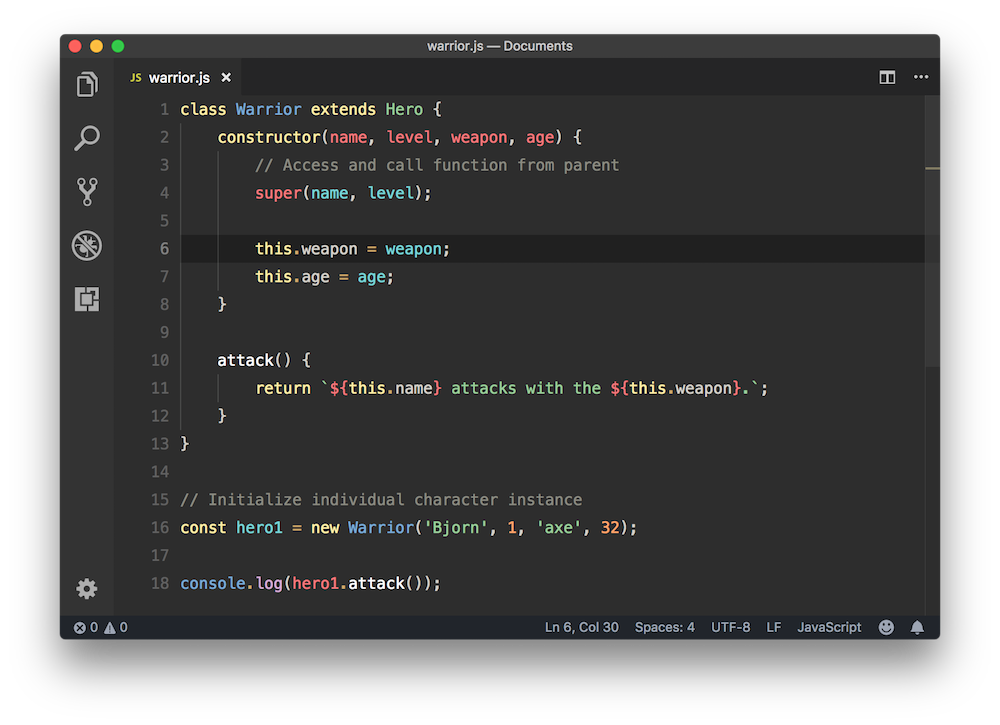 warrior.js — Documents
JS warrior.js ×
1 class Warrior extends Hero {
2     constructor(name, level, weapon, age) {
3         // Access and call function from parent
4         super(name, level);
5
6         this.weapon = weapon;
7         this.age = age;
8     }
9
10     attack() {
11         return `${this.name} attacks with the ${this.weapon}.`;
12     }
13 }
14
15 // Initialize individual character instance
16 const hero1 = new Warrior('Bjorn', 1, 'axe', 32);
17
18 console.log(hero1.attack());
0 0 Ln 6, Col 30 Spaces: 4 UTF-8 LF JavaScript